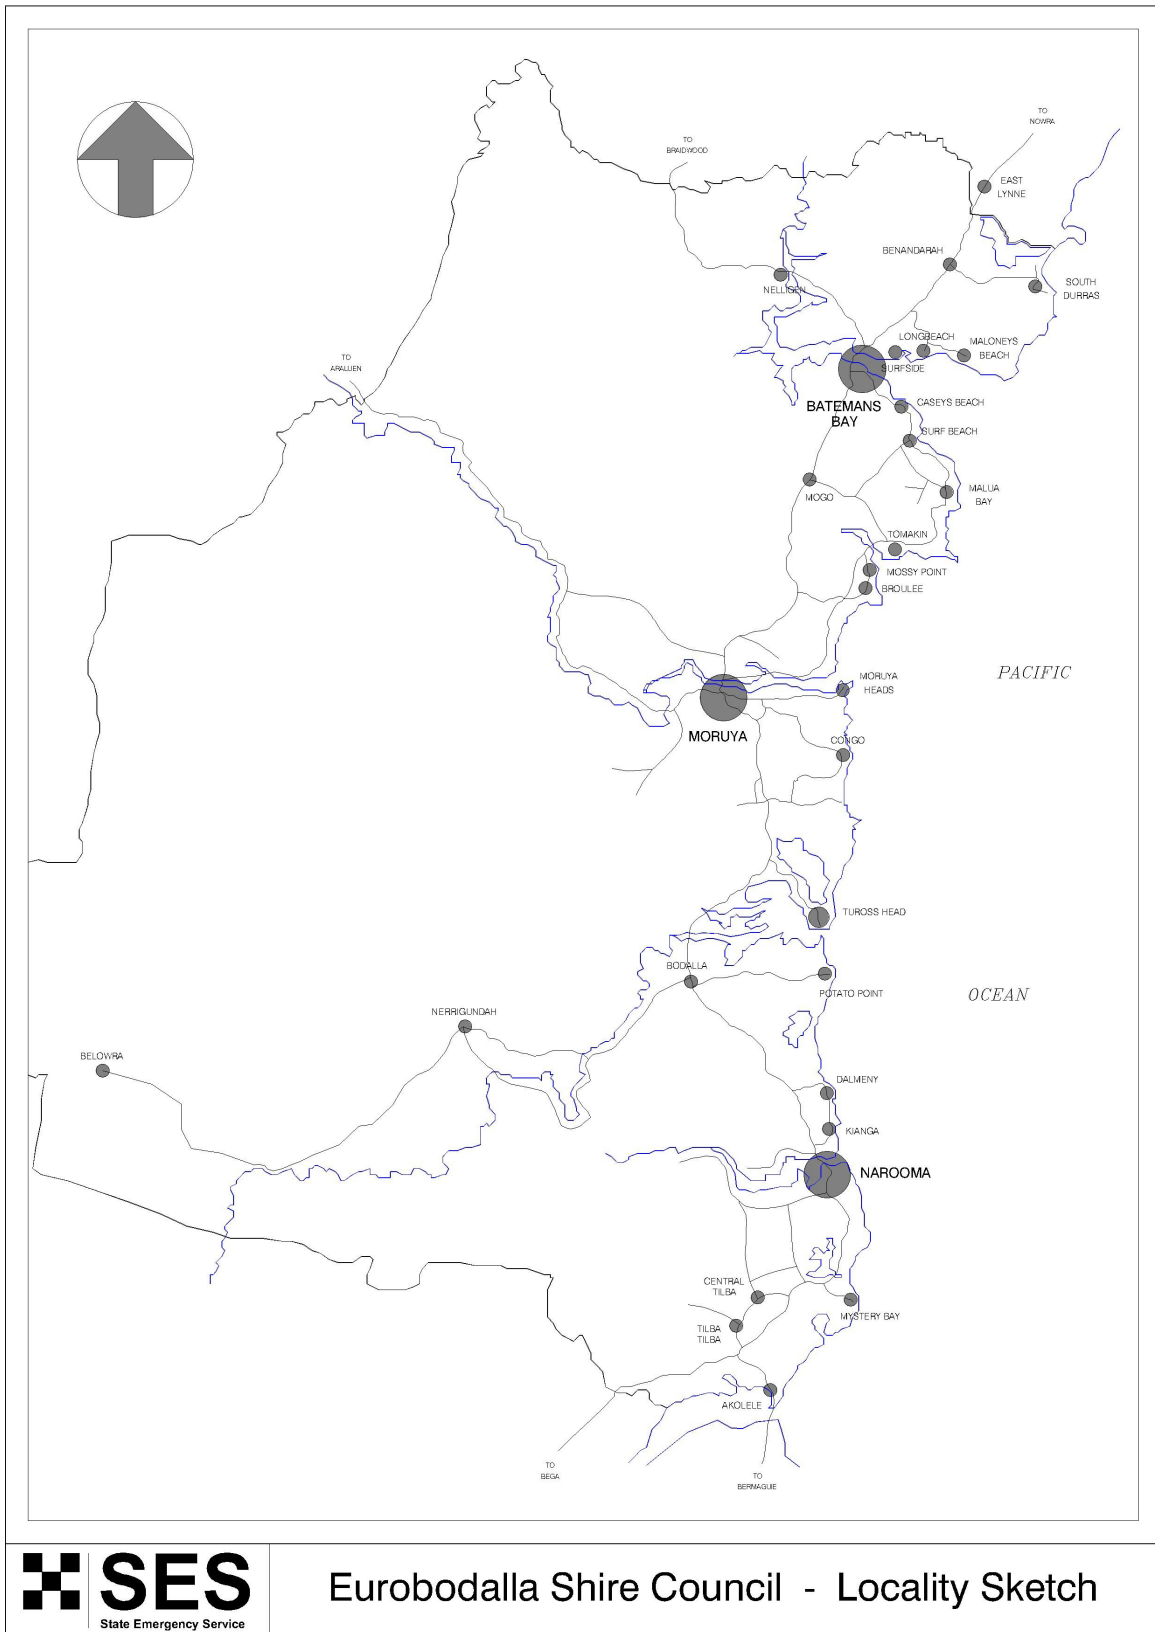 TO
NOWRA
TO
BRAIDWOOD
EAST
LYNNE
BENANDARAH
SOUTH
DURRAS
NELLIGEN
LONGBEACH
MALONEYS
BEACH
SURFSIDE
TO
ARALUEN
BATEMANS
BAY
CASEYS BEACH
SURF BEACH
MOGO
MALUA
BAY
TOMAKIN
MOSSY POINT
BROULEE
PACIFIC
MORUYA
HEADS
MORUYA
CONGO
TUROSS HEAD
BODALLA
POTATO POINT
OCEAN
NERRIGUNDAH
BELOWRA
DALMENY
KIANGA
NAROOMA
CENTRAL
TILBA
MYSTERY BAY
TILBA
TILBA
AKOLELE
TO
BEGA
TO
BERMAGUIE
SES
State Emergency Service
Eurobodalla Shire Council - Locality Sketch